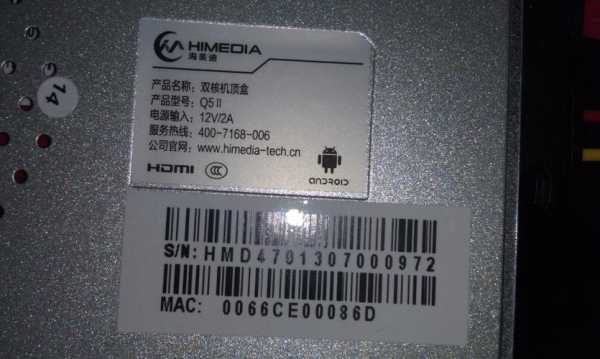 HIMEDIA
海美迪
产品名称: 双核机顶盒
产品型号: Q5 II
电源输入: 12V/2A
服务热线: 400-7168-006
公司官网: www.himedia-tech.cn
HDMI CCC ANDROID
14
S/N: HMD4701307000972
MAC: 0066CE00086D